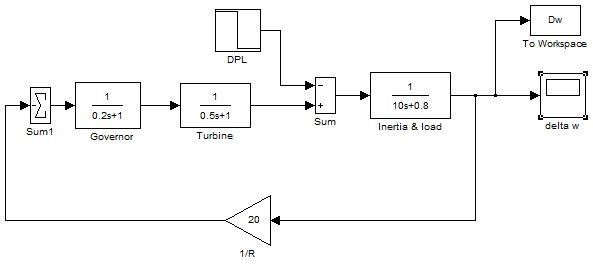 Dw
To Workspace
DPL
−
+
Sum
1
10s+0.8
Inertia & load
delta w
Σ
Sum1
1
0.2s+1
Governor
1
0.5s+1
Turbine
20
1/R